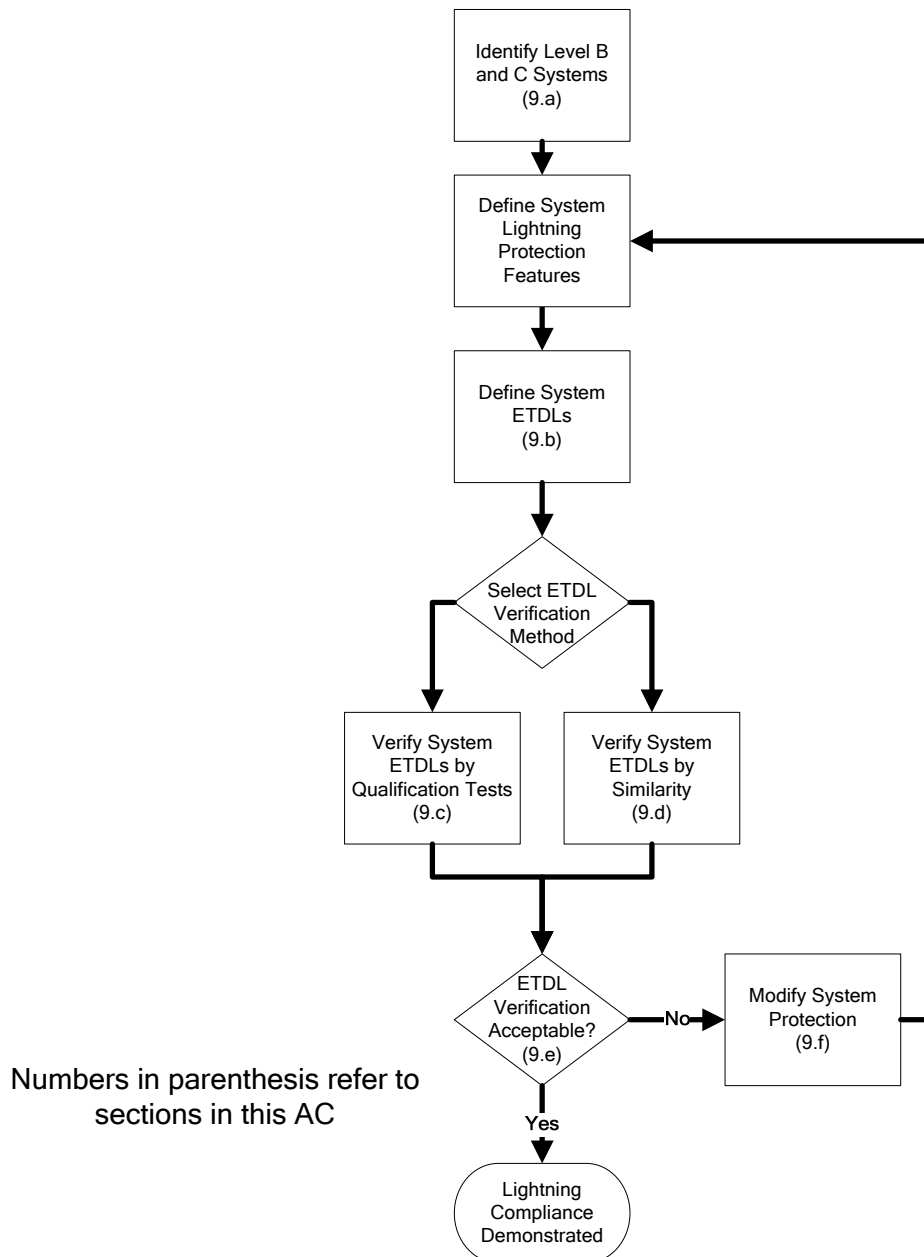 Identify Level B
and C Systems
(9.a)
Define System
Lightning
Protection
Features
Define System
ETDLs
(9.b)
Select ETDL
Verification
Method
Verify System
ETDLs by
Qualification Tests
(9.c)
Verify System
ETDLs by
Similarity
(9.d)
ETDL
Verification
Acceptable?
(9.e)
No
Modify System
Protection
(9.f)
Numbers in parenthesis refer to
sections in this AC
Yes
Lightning
Compliance
Demonstrated